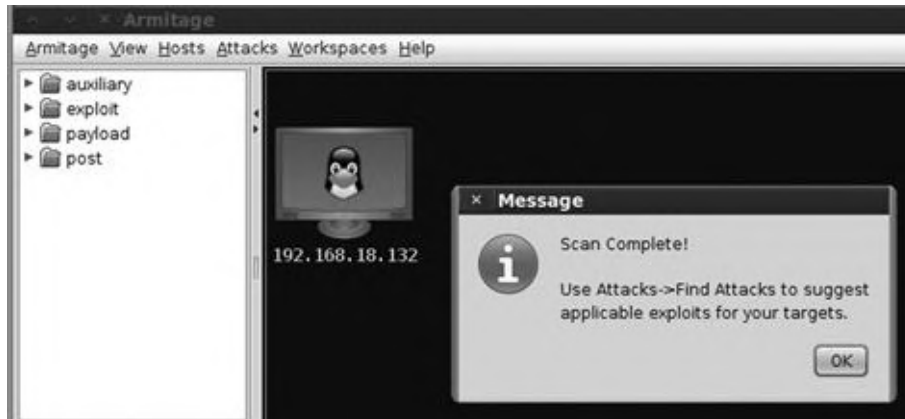 Armitage
Armitage View Hosts Attacks Workspaces Help
auxiliary
exploit
payload
post
192.168.18.132
Message
Scan Complete!
Use Attacks->Find Attacks to suggest
applicable exploits for your targets.
OK